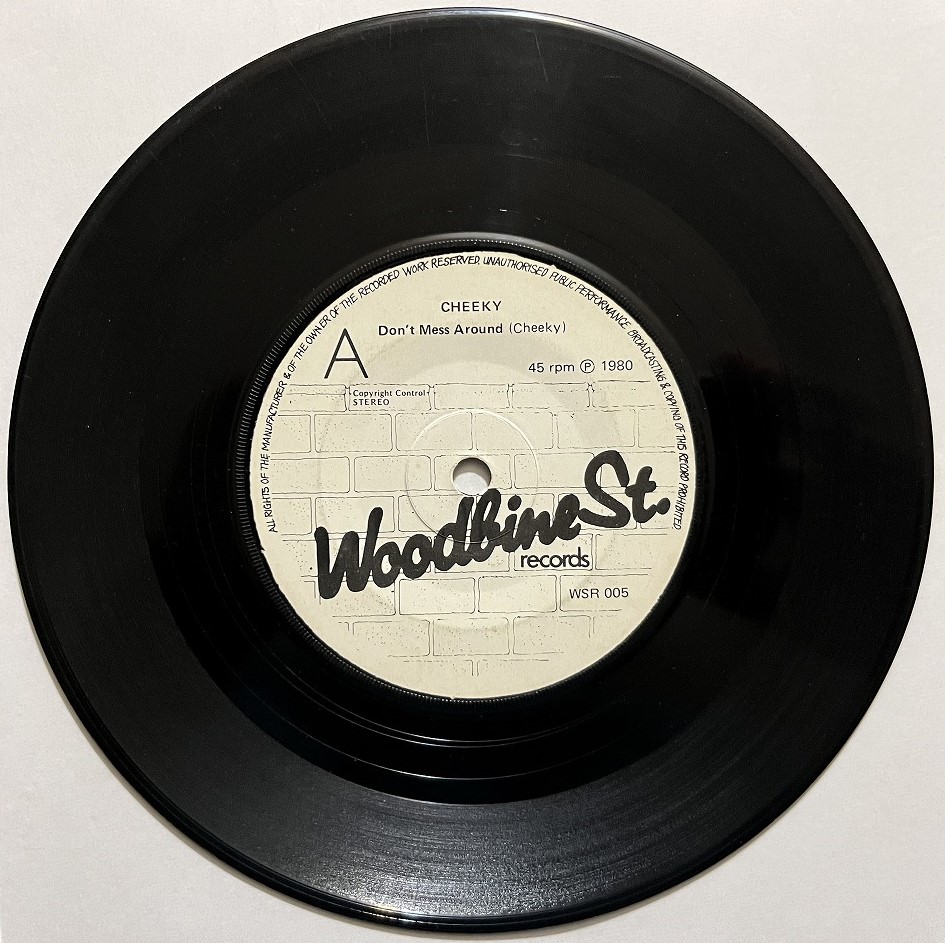 ALL RIGHTS OF THE MANUFACTURER & OF THE OWNER OF THE RECORDED WORK RESERVED, UNAUTHORISED PUBLIC PERFORMANCE BROADCASTING & COPYING OF THIS RECORD PROHIBITED
CHEEKY
Don't Mess Around (Cheeky)
A
45 rpm Ⓟ 1980
Copyright Control
STEREO
Woodbine St.
records
WSR 005